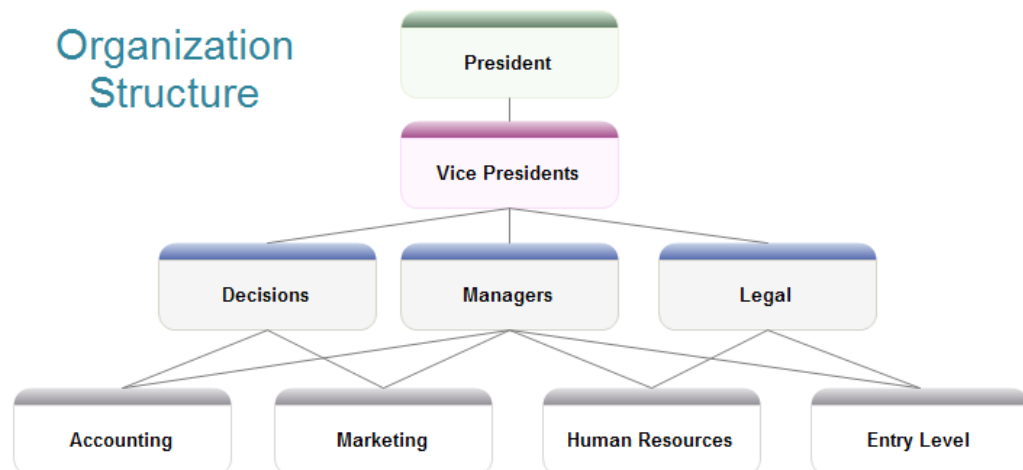 Organization
Structure
President
Vice Presidents
Decisions
Managers
Legal
Accounting
Marketing
Human Resources
Entry Level